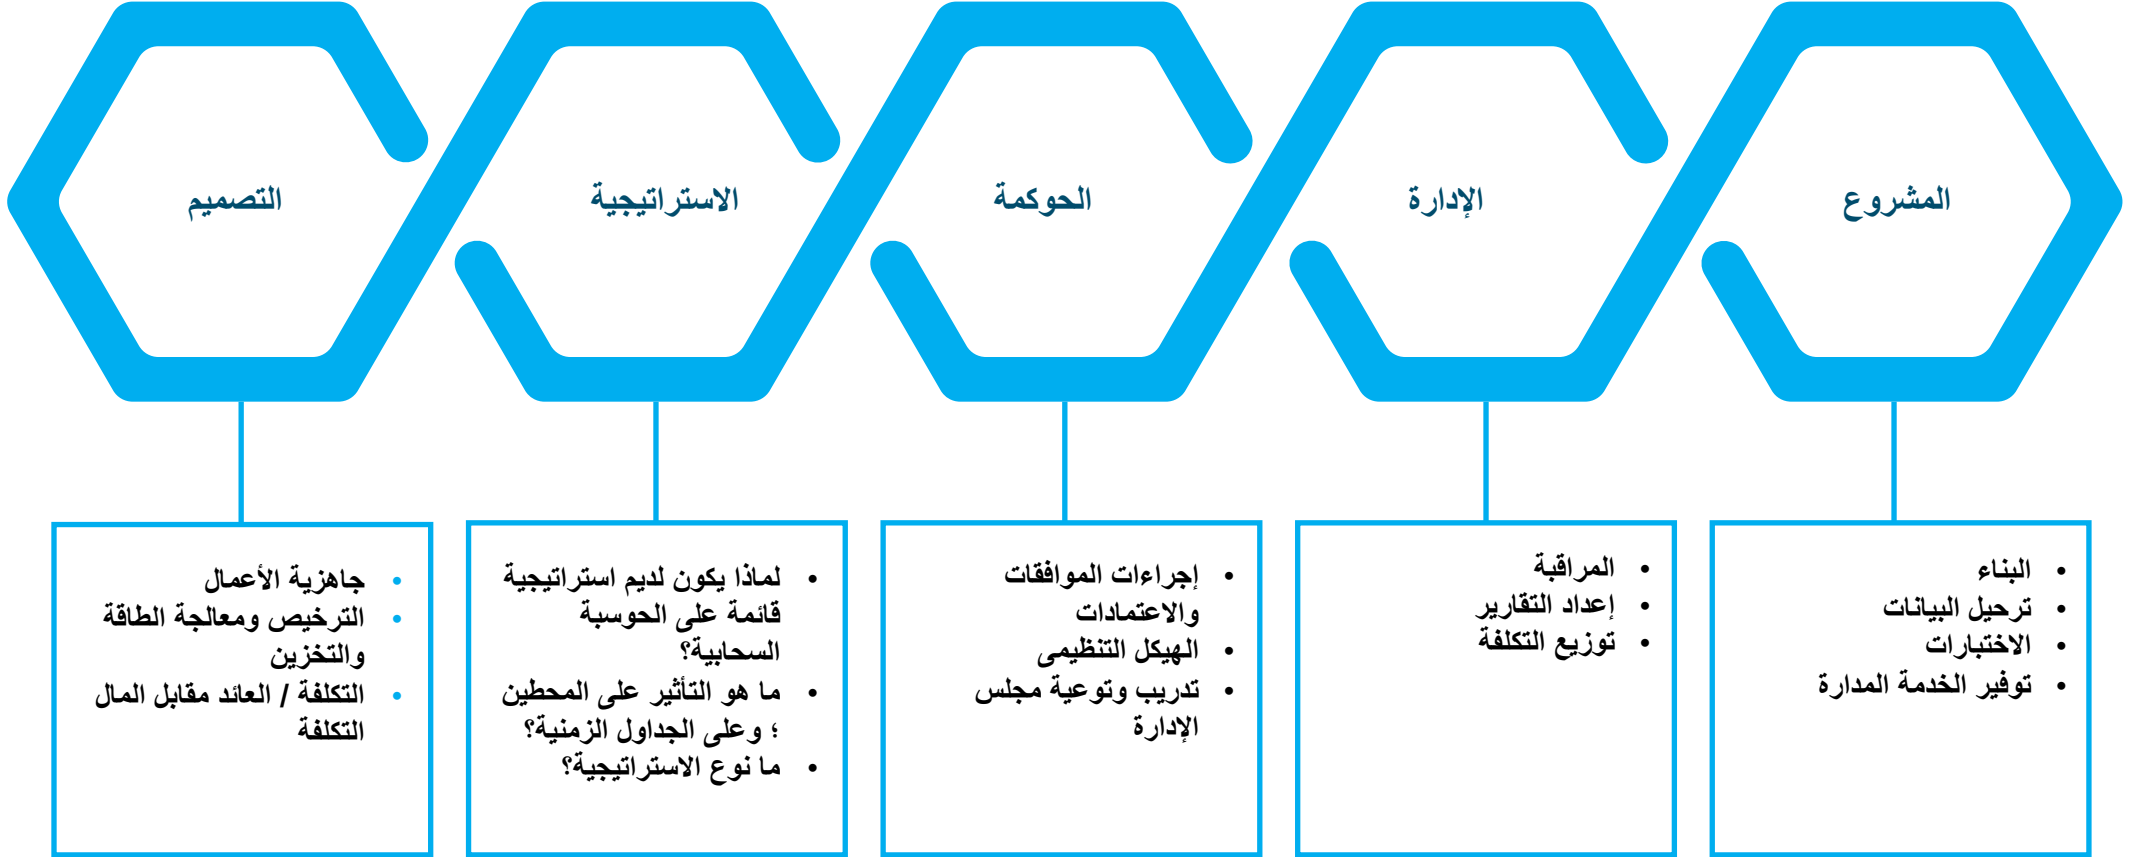 المشروع
الإدارة
الحوكمة
الاستراتيجية
التصميم
• البناء
• ترحيل البيانات
• الاختبارات
• توفير الخدمة المدارة
• المراقبة
• إعداد التقارير
• توزيع التكلفة
• إجراءات الموافقات
والاعتمادات
• الهيكل التنظيمى
• تدريب وتوعية مجلس
الإدارة
• لماذا يكون لديم استراتيجية
قائمة على الحوسبة
السحابية؟
• ما هو التأثير على المحطين
؛ وعلى الجداول الزمنية؟
• ما نوع الاستراتيجية؟
• جاهزية الأعمال
• الترخيص ومعالجة الطاقة
والتخزين
• التكلفة / العائد مقابل المال
التكلفة